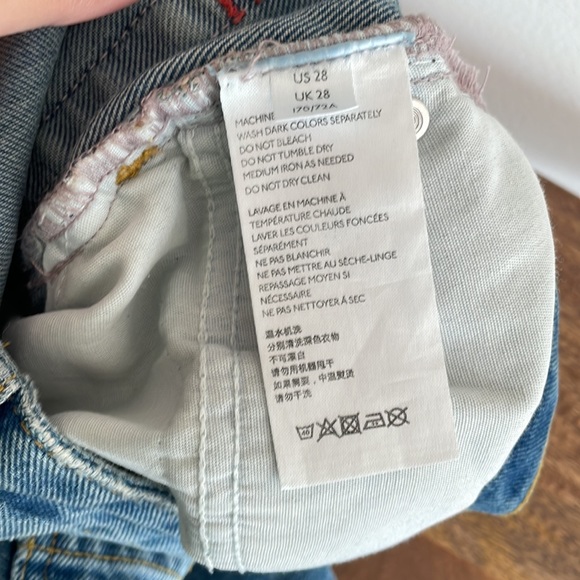 US 28
UK 28
170/72A
MACHINE
WASH DARK COLORS SEPARATELY
DO NOT BLEACH
DO NOT TUMBLE DRY
MEDIUM IRON AS NEEDED
DO NOT DRY CLEAN
LAVAGE EN MACHINE À
TEMPÉRATURE CHAUDE
LAVER LES COULEURS FONCÉES
SÉPARÉMENT
NE PAS BLANCHIR
NE PAS METTRE AU SÈCHE-LINGE
REPASSAGE MOYEN SI
NÉCESSAIRE
NE PAS NETTOYER À SEC
温水机洗
分别清洗深色衣物
不可漂白
请勿用机器甩干
如果需要，中温熨烫
请勿干洗
40